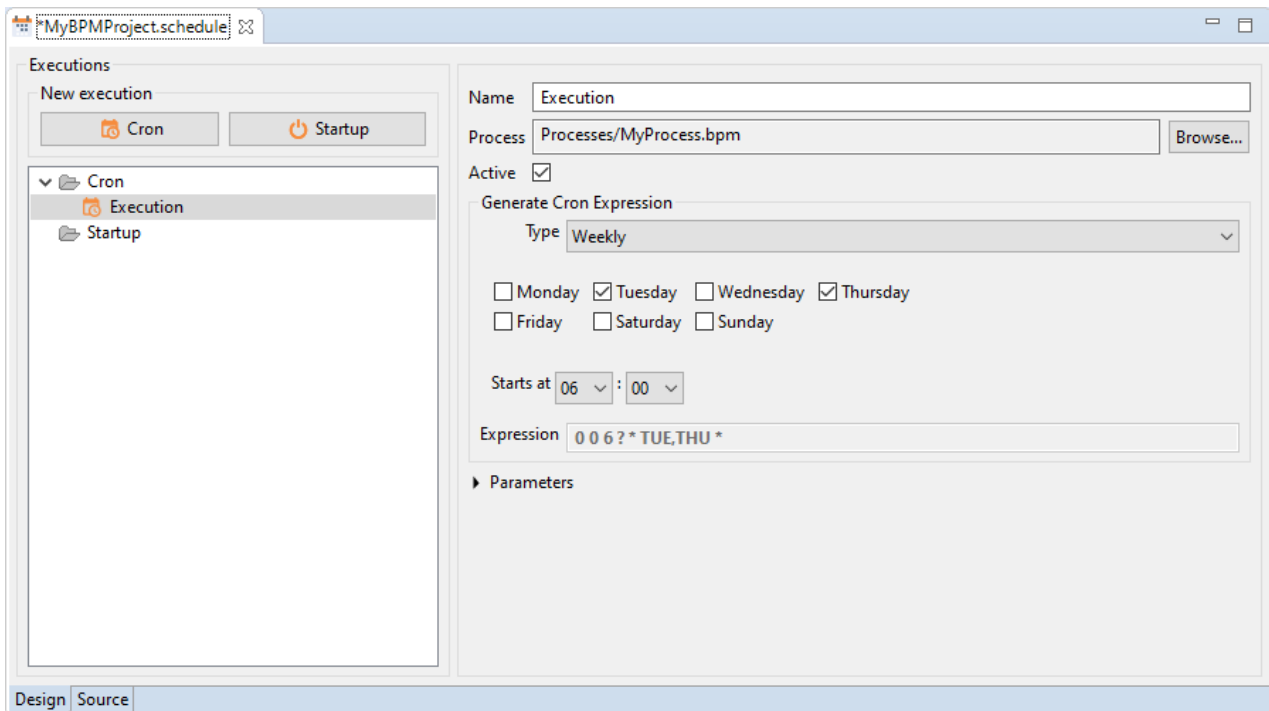 *MyBPMProject.schedule
Executions
New execution
Cron Startup
Cron
Execution
Startup
Name Execution
Process Processes/MyProcess.bpm Browse...
Active
Generate Cron Expression
Type Weekly
Monday Tuesday Wednesday Thursday
Friday Saturday Sunday
Starts at 06 : 00
Expression 0 0 6 ? * TUE,THU *
Parameters
Design Source